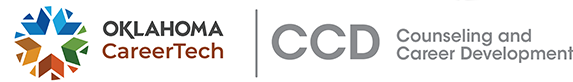 OKLAHOMA
CareerTech
CCD
Counseling and
Career Development